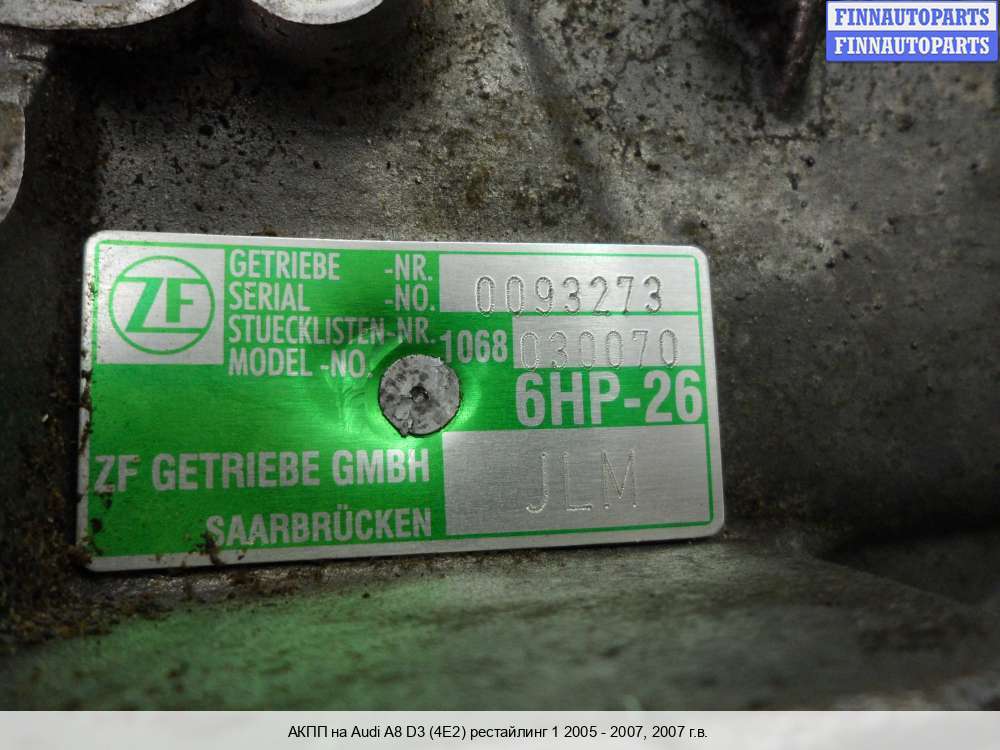 FINNAUTOPARTS
FINNAUTOPARTS
ZF
GETRIEBE -NR.
SERIAL -NO. 0093273
STUECKLISTEN-NR.
MODEL -NO. 1068 030070
6HP-26
ZF GETRIEBE GMBH
JLM
SAARBRÜCKEN
АКПП на Audi A8 D3 (4E2) рестайлинг 1 2005 - 2007, 2007 г.в.